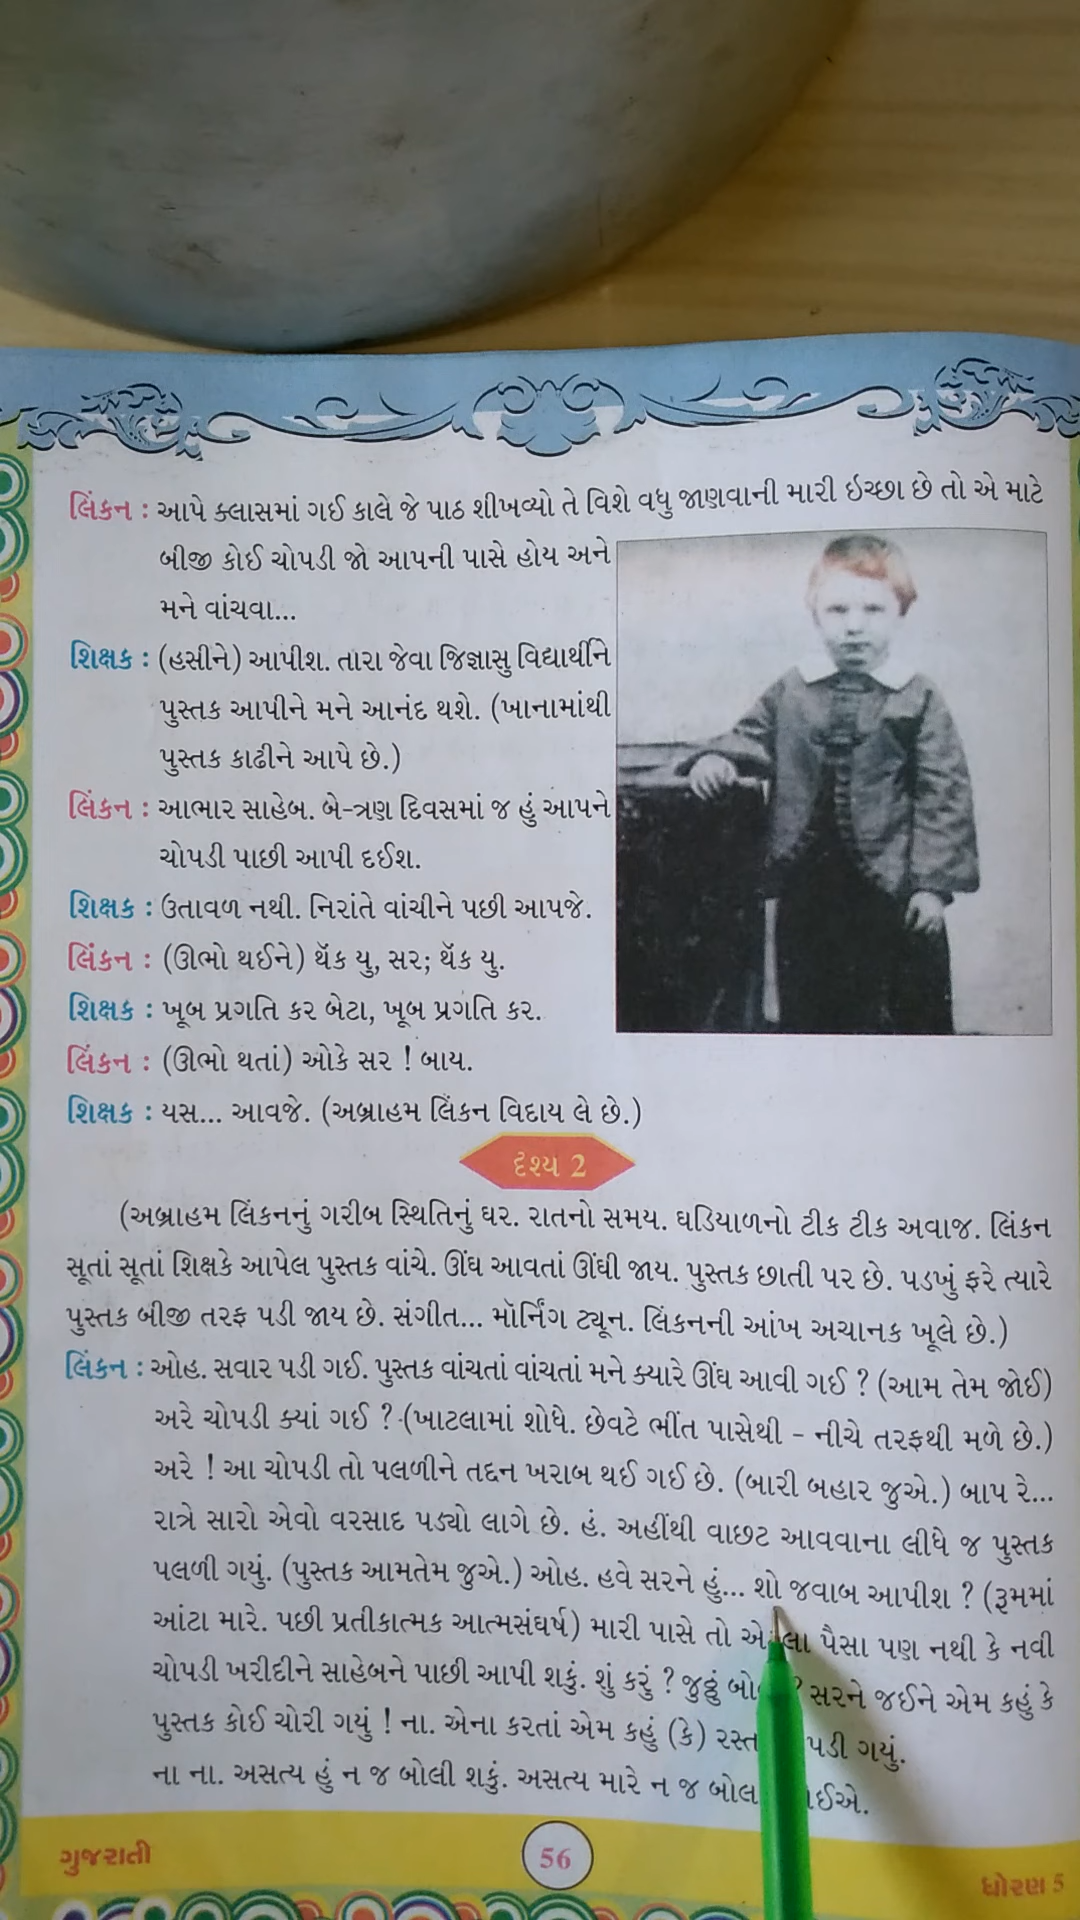 લિંકન : આપે ક્લાસમાં ગઈ કાલે જે પાઠ શીખવ્યો તે વિશે વધુ જાણવાની મારી ઇચ્છા છે તો એ માટે
બીજી કોઈ ચોપડી જો આપની પાસે હોય અને
મને વાંચવા...
શિક્ષક : (હસીને) આપીશ. તારા જેવા જિજ્ઞાસુ વિદ્યાર્થીને
પુસ્તક આપીને મને આનંદ થશે. (ખાનામાંથી
પુસ્તક કાઢીને આપે છે.)
લિંકન : આભાર સાહેબ. બે-ત્રણ દિવસમાં જ હું આપને
ચોપડી પાછી આપી દઈશ.
શિક્ષક : ઉતાવળ નથી. નિરાંતે વાંચીને પછી આપજે.
લિંકન : (ઊભો થઈને) થૅંક યુ, સર; થૅંક યુ.
શિક્ષક : ખૂબ પ્રગતિ કર બેટા, ખૂબ પ્રગતિ કર.
લિંકન : (ઊભો થતાં) ઓકે સર ! બાય.
શિક્ષક : યસ... આવજે. (અબ્રાહમ લિંકન વિદાય લે છે.)
દૃશ્ય 2
(અબ્રાહમ લિંકનનું ગરીબ સ્થિતિનું ઘર. રાતનો સમય. ઘડિયાળનો ટીક ટીક અવાજ. લિંકન
સૂતાં સૂતાં શિક્ષકે આપેલ પુસ્તક વાંચે. ઊંઘ આવતાં ઊંઘી જાય. પુસ્તક છાતી પર છે. પડખું ફરે ત્યારે
પુસ્તક બીજી તરફ પડી જાય છે. સંગીત... મૉર્નિંગ ટ્યૂન. લિંકનની આંખ અચાનક ખૂલે છે.)
લિંકન : ઓહ. સવાર પડી ગઈ. પુસ્તક વાંચતાં વાંચતાં મને ક્યારે ઊંઘ આવી ગઈ ? (આમ તેમ જોઈ)
અરે ચોપડી ક્યાં ગઈ ? (ખાટલામાં શોધે. છેવટે ભીંત પાસેથી - નીચે તરફથી મળે છે.)
અરે ! આ ચોપડી તો પલળીને તદ્દન ખરાબ થઈ ગઈ છે. (બારી બહાર જુએ.) બાપ રે...
રાત્રે સારો એવો વરસાદ પડ્યો લાગે છે. હં. અહીંથી વાછટ આવવાના લીધે જ પુસ્તક
પલળી ગયું. (પુસ્તક આમતેમ જુએ.) ઓહ. હવે સરને હું... શો જવાબ આપીશ ? (રૂમમાં
આંટા મારે. પછી પ્રતીકાત્મક આત્મસંઘર્ષ) મારી પાસે તો પૈસા પણ નથી કે નવી
ચોપડી ખરીદીને સાહેબને પાછી આપી શકું. શું કરું ? જુઠ્ઠું ? સરને જઈને એમ કહું કે
પુસ્તક કોઈ ચોરી ગયું ! ના. એના કરતાં એમ કહું (કે) પડી ગયું.
ના ના. અસત્ય હું ન જ બોલી શકું. અસત્ય મારે ન જ
ગુજરાતી
56
ધોરણ 5